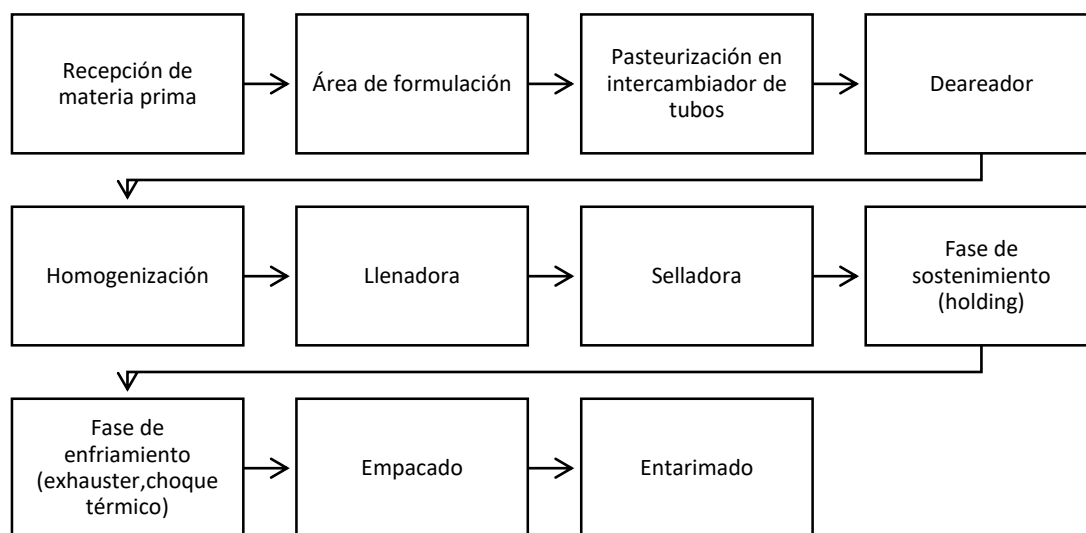 Recepción de
materia prima
Área de formulación
Pasteurización en
intercambiador de
tubos
Deareador
Homogenización
Llenadora
Selladora
Fase de
sostenimiento
(holding)
Fase de
enfriamiento
(exhauster,choque
térmico)
Empacado
Entarimado